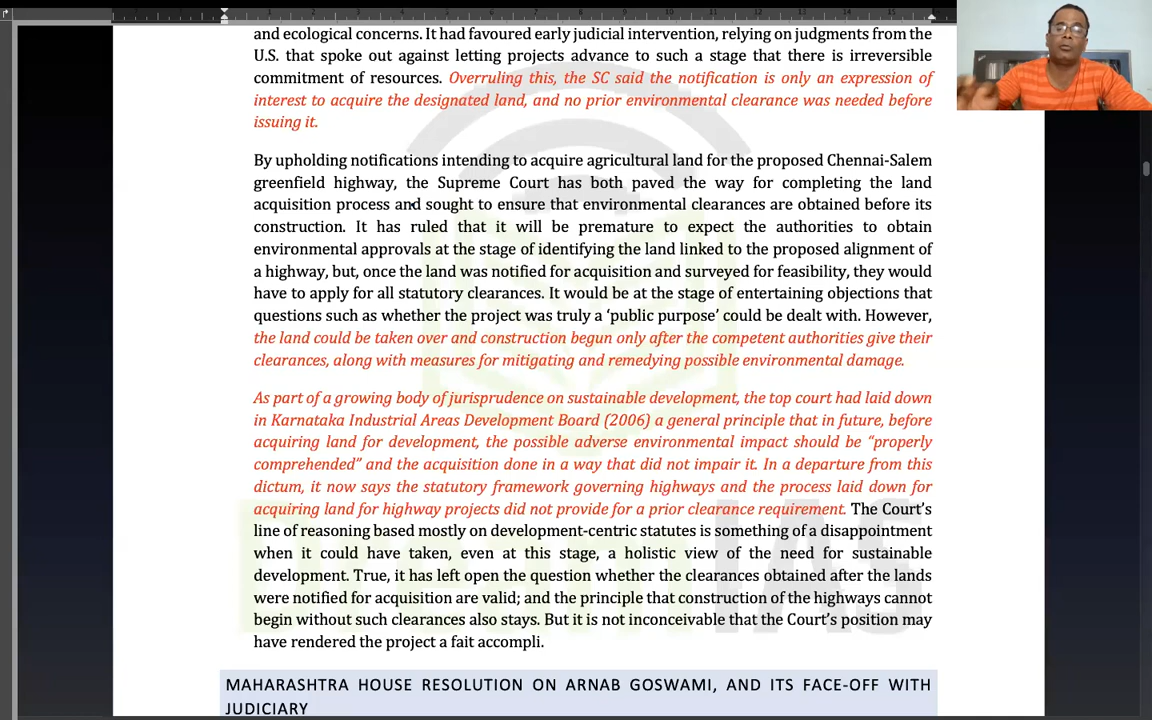 and ecological concerns. It had favoured early judicial intervention, relying on judgments from the
U.S. that spoke out against letting projects advance to such a stage that there is irreversible
commitment of resources. Overruling this, the SC said the notification is only an expression of
interest to acquire the designated land, and no prior environmental clearance was needed before
issuing it.
By upholding notifications intending to acquire agricultural land for the proposed Chennai-Salem
greenfield highway, the Supreme Court has both paved the way for completing the land
acquisition process and sought to ensure that environmental clearances are obtained before its
construction. It has ruled that it will be premature to expect the authorities to obtain
environmental approvals at the stage of identifying the land linked to the proposed alignment of
a highway, but, once the land was notified for acquisition and surveyed for feasibility, they would
have to apply for all statutory clearances. It would be at the stage of entertaining objections that
questions such as whether the project was truly a ‘public purpose’ could be dealt with. However,
the land could be taken over and construction begun only after the competent authorities give their
clearances, along with measures for mitigating and remedying possible environmental damage.
As part of a growing body of jurisprudence on sustainable development, the top court had laid down
in Karnataka Industrial Areas Development Board (2006) a general principle that in future, before
acquiring land for development, the possible adverse environmental impact should be “properly
comprehended” and the acquisition done in a way that did not impair it. In a departure from this
dictum, it now says the statutory framework governing highways and the process laid down for
acquiring land for highway projects did not provide for a prior clearance requirement. The Court’s
line of reasoning based mostly on development-centric statutes is something of a disappointment
when it could have taken, even at this stage, a holistic view of the need for sustainable
development. True, it has left open the question whether the clearances obtained after the lands
were notified for acquisition are valid; and the principle that construction of the highways cannot
begin without such clearances also stays. But it is not inconceivable that the Court’s position may
have rendered the project a fait accompli.
MAHARASHTRA HOUSE RESOLUTION ON ARNAB GOSWAMI, AND ITS FACE-OFF WITH
JUDICIARY